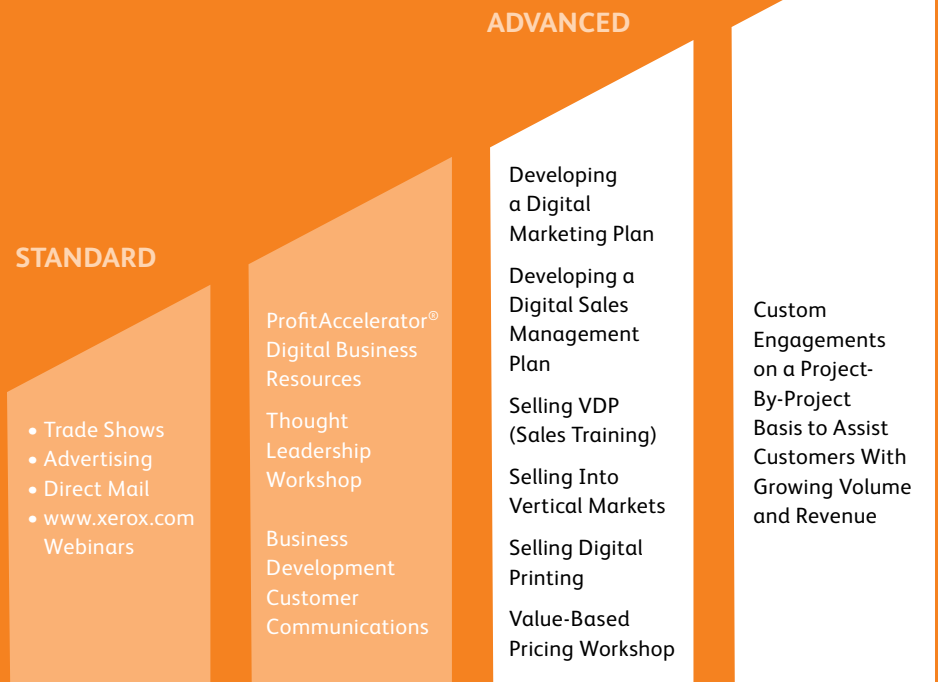 STANDARD
• Trade Shows
• Advertising
• Direct Mail
• www.xerox.com
Webinars
ProfitAccelerator®
Digital Business
Resources
Thought
Leadership
Workshop
Business
Development
Customer
Communications
ADVANCED
Developing
a Digital
Marketing Plan
Developing a
Digital Sales
Management
Plan
Selling VDP
(Sales Training)
Selling Into
Vertical Markets
Selling Digital
Printing
Value-Based
Pricing Workshop
Custom
Engagements
on a Project-
By-Project
Basis to Assist
Customers With
Growing Volume
and Revenue